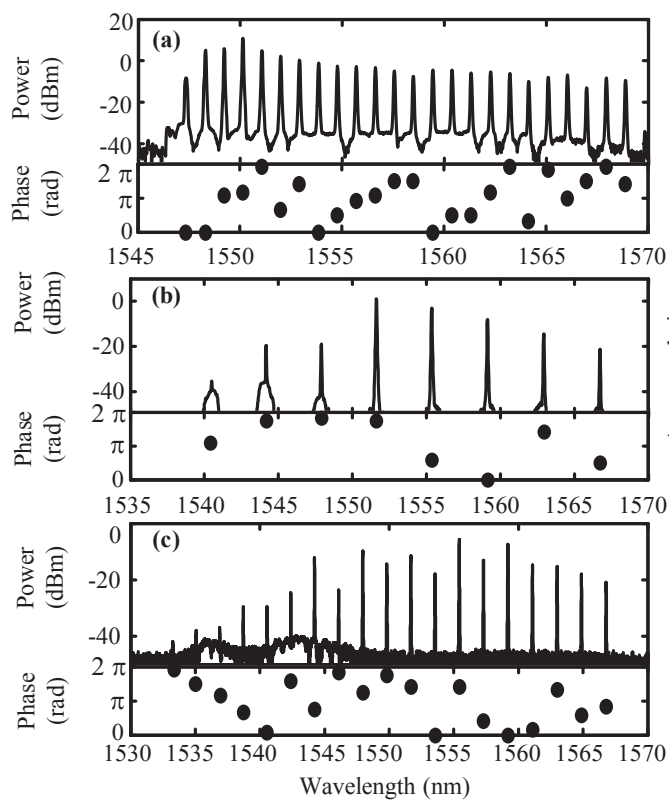 20
(a)
0
Power
(dBm)
-20
-40
2 π
Phase
(rad)
π
0
1545 1550 1555 1560 1565 1570
0
(b)
Power
(dBm)
-20
-40
2 π
Phase
(rad)
π
0
1535 1540 1545 1550 1555 1560 1565 1570
0
(c)
Power
(dBm)
-20
-40
2 π
Phase
(rad)
π
0
1530 1535 1540 1545 1550 1555 1560 1565 1570
Wavelength (nm)